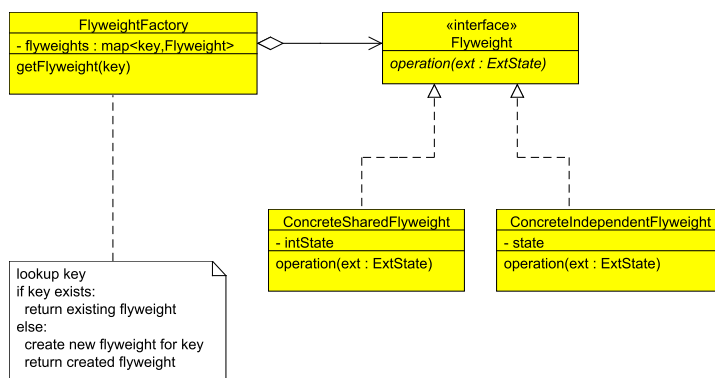 FlyweightFactory
- flyweights : map<key,Flyweight>
getFlyweight(key)
«interface»
Flyweight
operation(ext : ExtState)
ConcreteSharedFlyweight
- intState
operation(ext : ExtState)
ConcreteIndependentFlyweight
- state
operation(ext : ExtState)
lookup key
if key exists:
return existing flyweight
else:
create new flyweight for key
return created flyweight